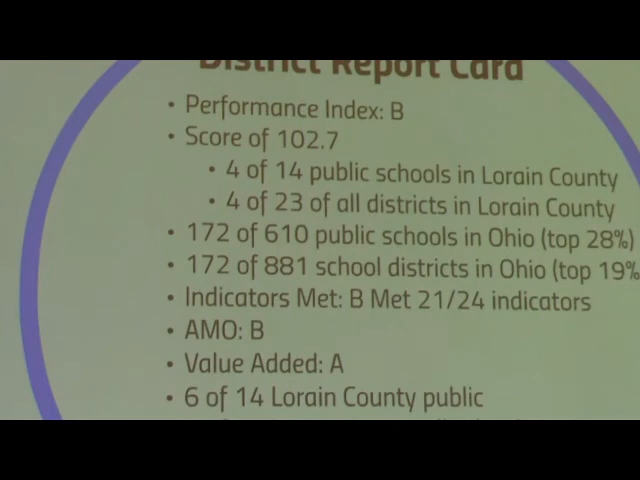 District Report Card
• Performance Index: B
• Score of 102.7
• 4 of 14 public schools in Lorain County
• 4 of 23 of all districts in Lorain County
• 172 of 610 public schools in Ohio (top 28%)
• 172 of 881 school districts in Ohio (top 19%
• Indicators Met: B Met 21/24 indicators
• AMO: B
• Value Added: A
• 6 of 14 Lorain County public